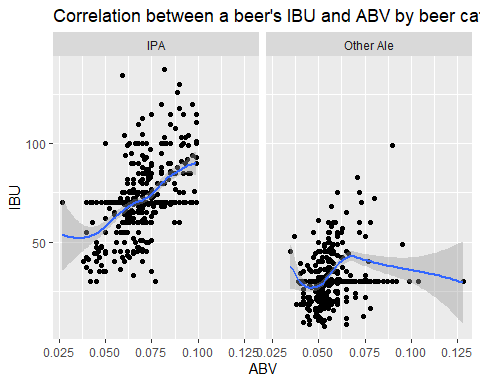 Correlation between a beer's IBU and ABV by beer cat
IPA
Other Ale
IBU
100
50
0.025 0.050 0.075 0.100 0.125
0.025 0.050 0.075 0.100 0.125
ABV